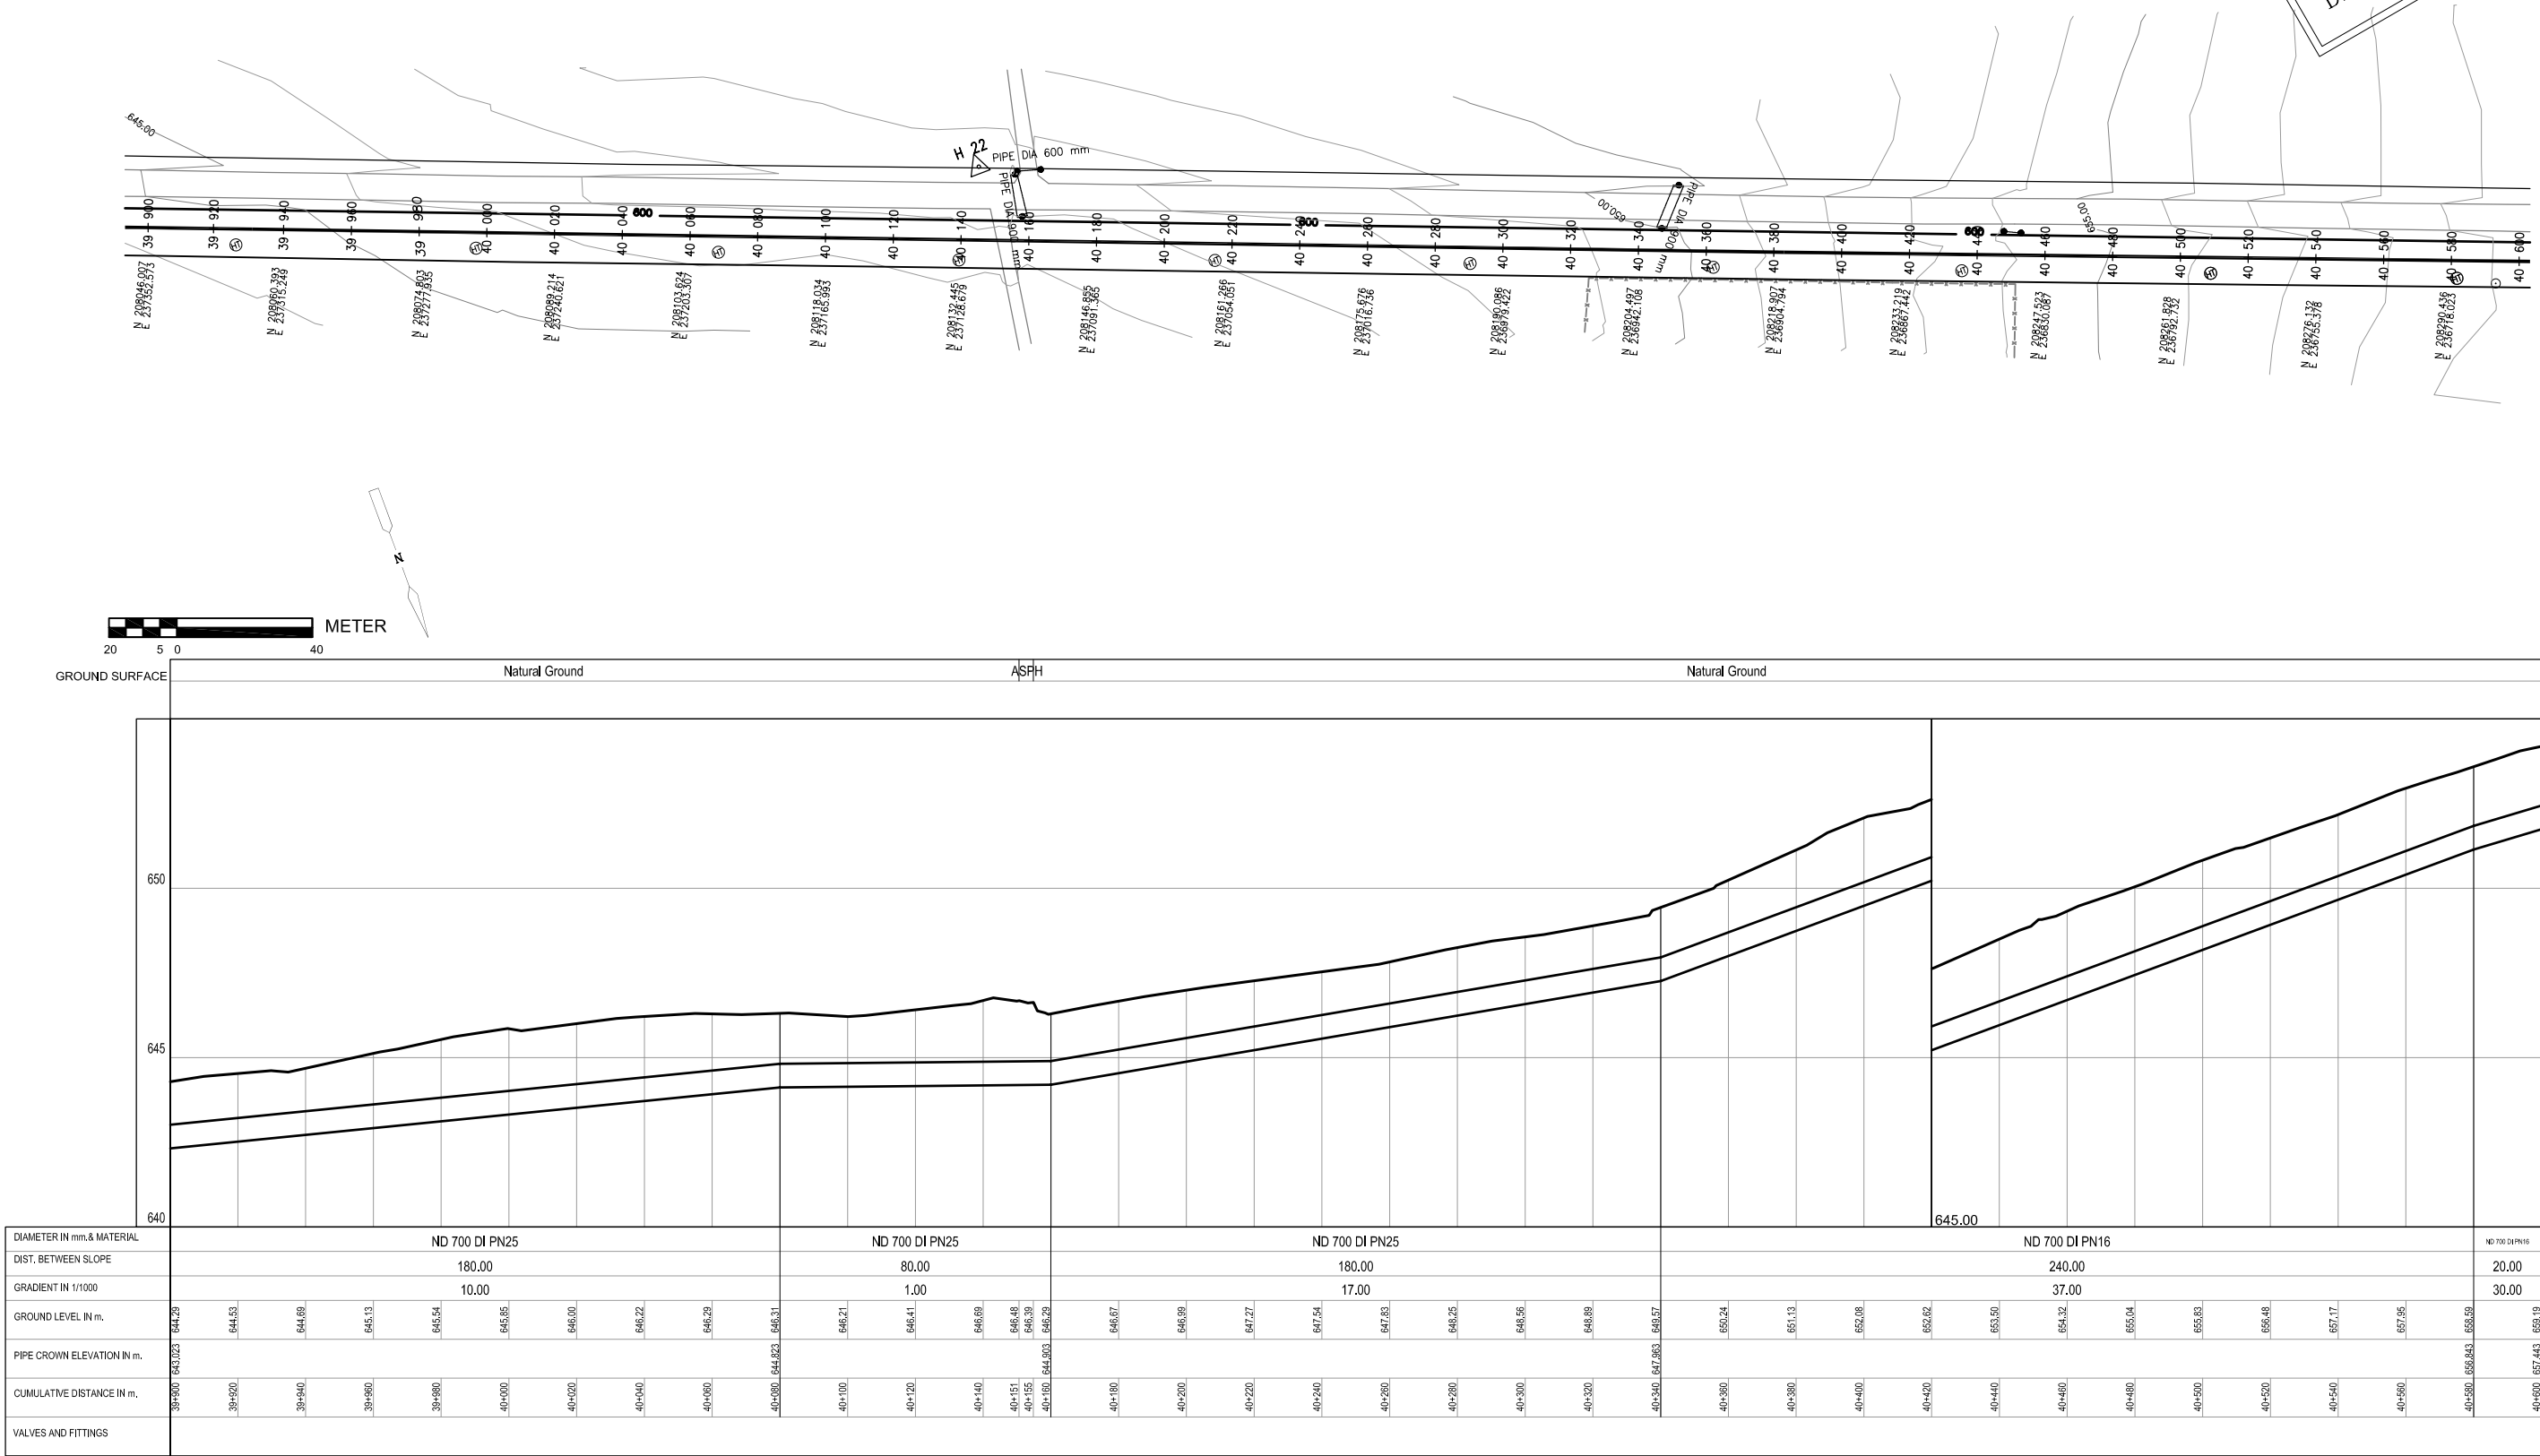 645.00
H 22
PIPE DIA 600 mm
PIPE DIA 900 mm
PIPE DIA 900 mm
650.00
655.00
600
600
600
39 - 900
39 - 920
39 - 940
39 - 960
39 - 980
40 - 000
40 - 020
40 - 040
40 - 060
40 - 080
40 - 100
40 - 120
40 - 140
40 - 160
40 - 180
40 - 200
40 - 220
40 - 240
40 - 260
40 - 280
40 - 300
40 - 320
40 - 340
40 - 360
40 - 380
40 - 400
40 - 420
40 - 440
40 - 460
40 - 480
40 - 500
40 - 520
40 - 540
40 - 560
40 - 580
40 - 600
N 208046.007
E 237352.573
N 208060.393
E 237315.249
N 208074.803
E 237277.935
N 208089.214
E 237240.621
N 208103.624
E 237203.307
N 208118.034
E 237165.993
N 208132.445
E 237128.679
N 208146.855
E 237091.365
N 208161.266
E 237054.051
N 208175.676
E 237016.736
N 208190.086
E 236979.422
N 208204.497
E 236942.108
N 208218.907
E 236904.794
N 208233.219
E 236867.442
N 208247.523
E 236830.087
N 208261.828
E 236792.732
N 208276.132
E 236755.378
N 208290.436
E 236718.023
N
METER
20 5 0 40
GROUND SURFACE Natural Ground ASPH Natural Ground
650
645
640
645.00
DIAMETER IN mm.& MATERIAL ND 700 DI PN25 ND 700 DI PN25 ND 700 DI PN25 ND 700 DI PN16 ND 700 DI PN16
DIST. BETWEEN SLOPE 180.00 80.00 180.00 240.00 20.00
GRADIENT IN 1/1000 10.00 1.00 17.00 37.00 30.00
GROUND LEVEL IN m. 644.29 644.53 644.69 645.13 645.54 645.85 646.00 646.22 646.29 646.31 646.21 646.41 646.69 646.48 646.39 646.29 646.67 646.99 647.27 647.54 647.83 648.25 648.56 648.89 649.57 650.24 651.13 652.08 652.62 653.50 654.32 655.04 655.83 656.48 657.17 657.95 658.59 659.19
PIPE CROWN ELEVATION IN m. 643.023 644.823 644.903 647.963 656.843 657.443
CUMULATIVE DISTANCE IN m. 39+900 39+920 39+940 39+960 39+980 40+000 40+020 40+040 40+060 40+080 40+100 40+120 40+140 40+151 40+155 40+160 40+180 40+200 40+220 40+240 40+260 40+280 40+300 40+320 40+340 40+360 40+380 40+400 40+420 40+440 40+460 40+480 40+500 40+520 40+540 40+560 40+580 40+600
VALVES AND FITTINGS